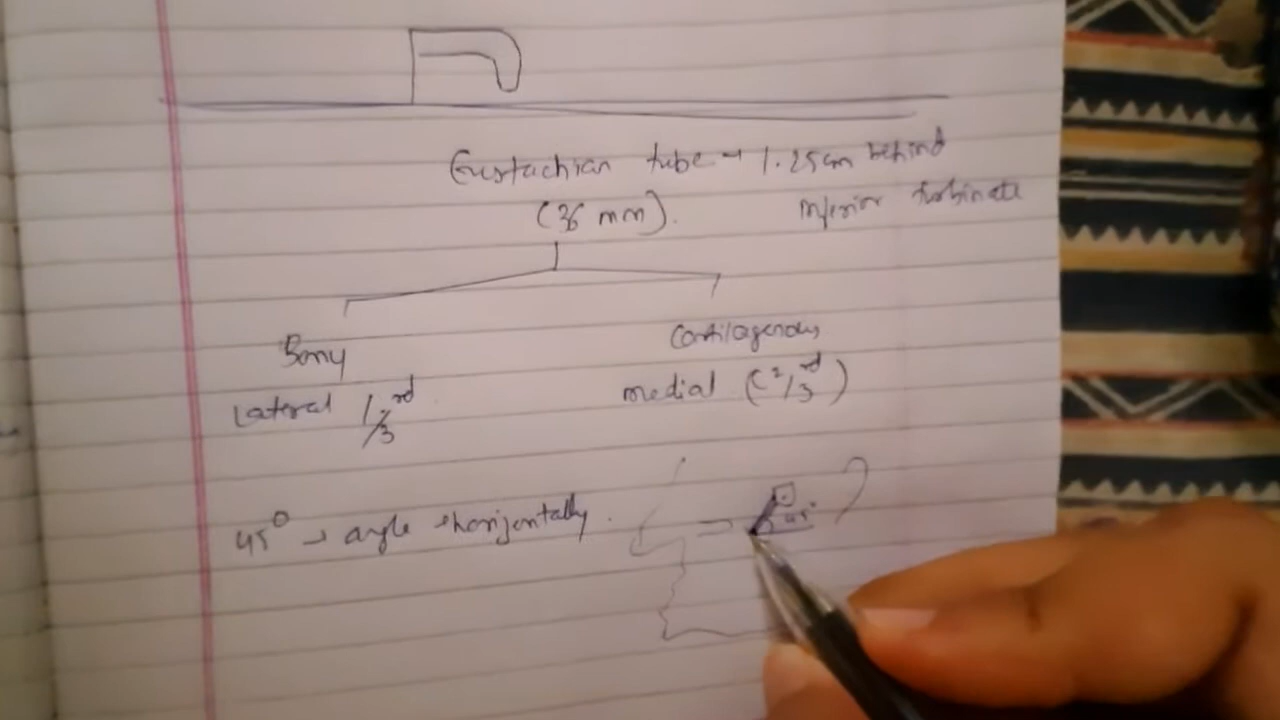 Eustachian tube → 1.25cm behind
(36 mm). Inferior turbinate
Bony Cartilagenous
Lateral 1/3rd medial (2/3rd)
45° → angle horizontally.
45°